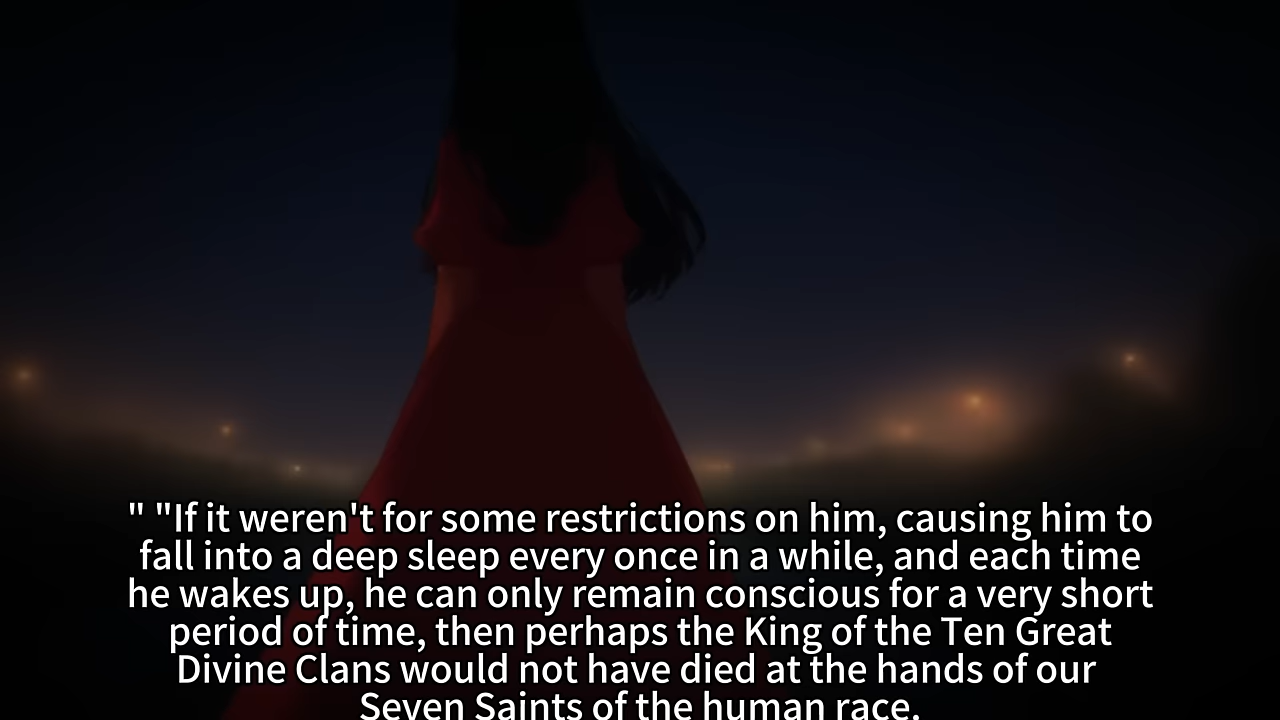 " "If it weren't for some restrictions on him, causing him to
fall into a deep sleep every once in a while, and each time
he wakes up, he can only remain conscious for a very short
period of time, then perhaps the King of the Ten Great
Divine Clans would not have died at the hands of our
Seven Saints of the human race.